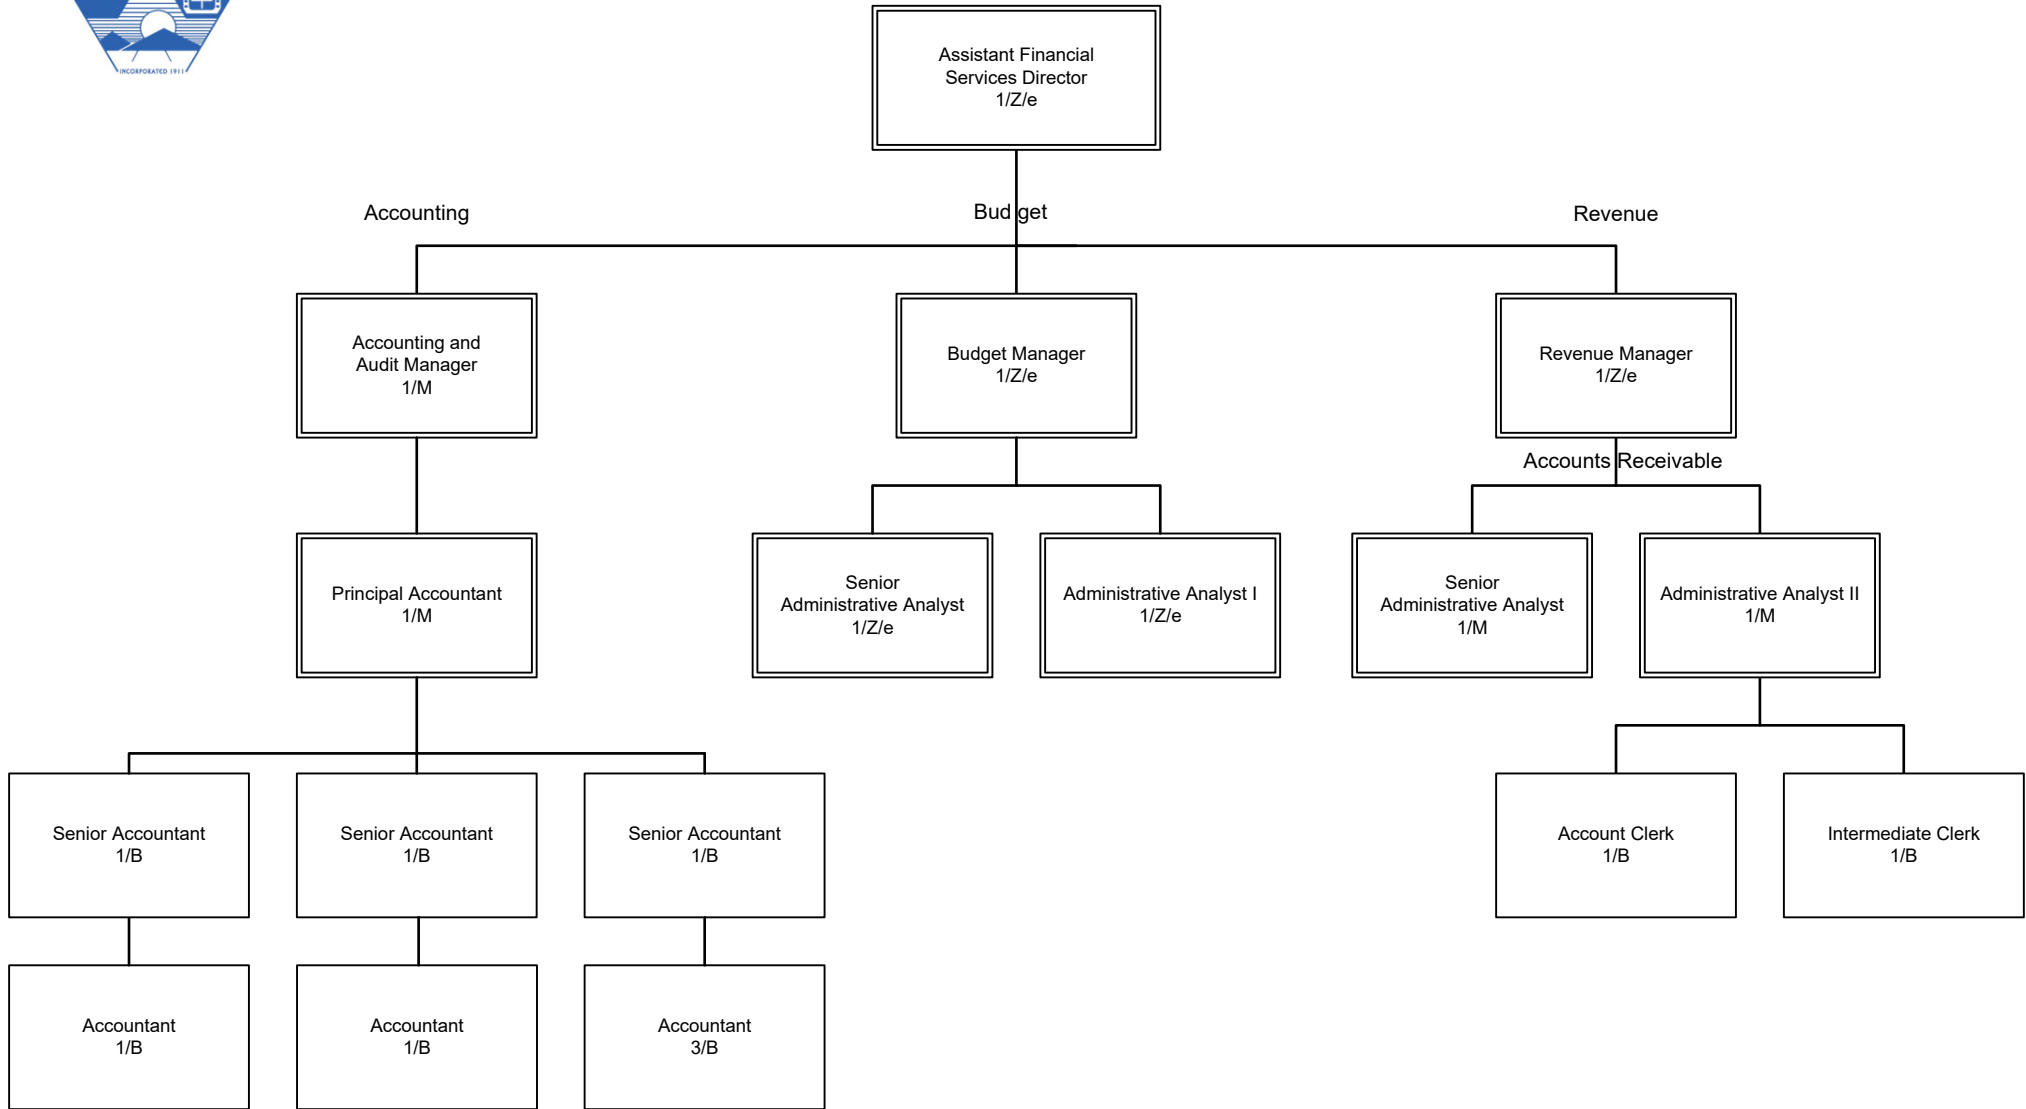 INCORPORATED 1911
Assistant Financial
Services Director
1/Z/e
Accounting
Budget
Revenue
Accounting and
Audit Manager
1/M
Budget Manager
1/Z/e
Revenue Manager
1/Z/e
Accounts Receivable
Principal Accountant
1/M
Senior
Administrative Analyst
1/Z/e
Administrative Analyst I
1/Z/e
Senior
Administrative Analyst
1/M
Administrative Analyst II
1/M
Senior Accountant
1/B
Senior Accountant
1/B
Senior Accountant
1/B
Account Clerk
1/B
Intermediate Clerk
1/B
Accountant
1/B
Accountant
1/B
Accountant
3/B